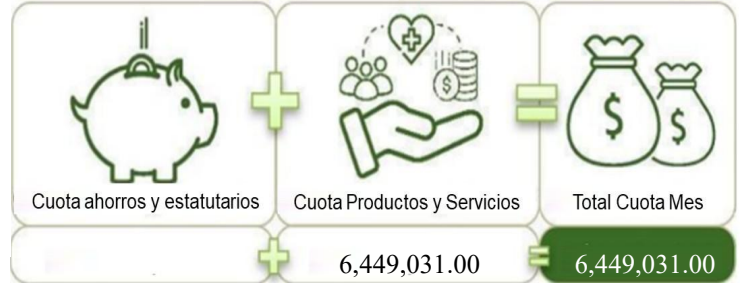 Cuota ahorros y estatutarios
Cuota Productos y Servicios
Total Cuota Mes
6,449,031.00
6,449,031.00